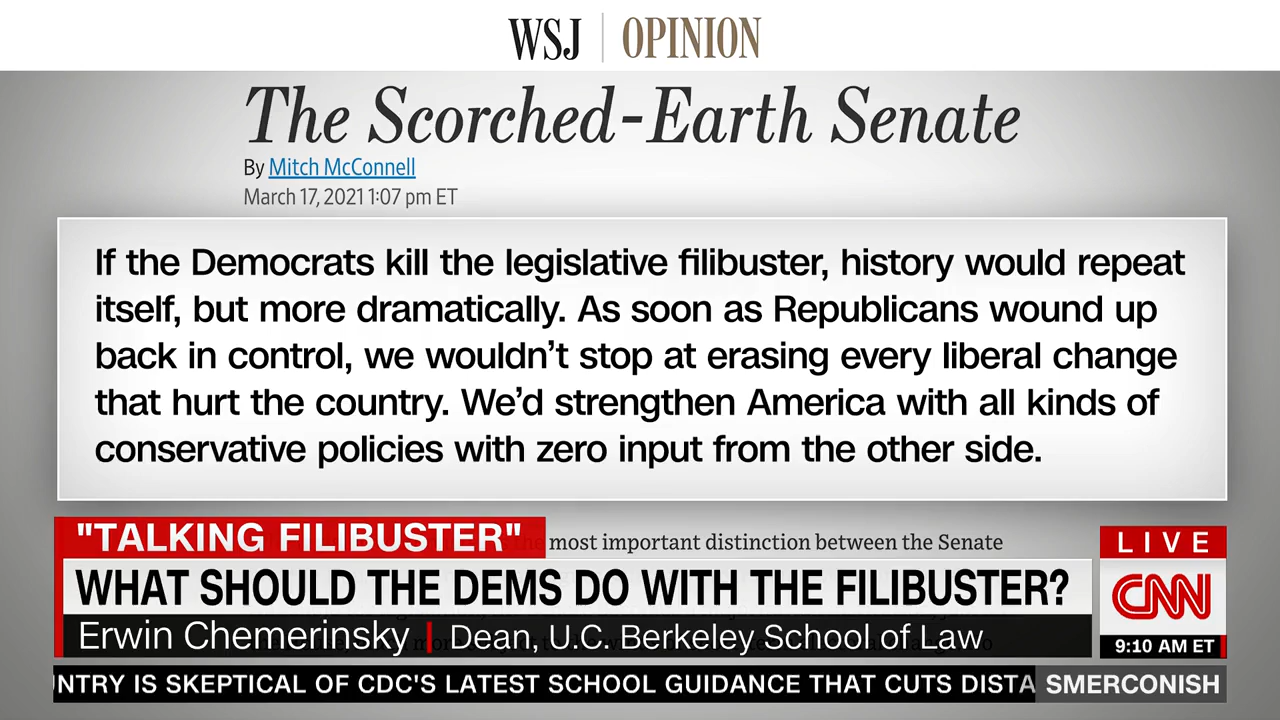 WSJ OPINION
The Scorched-Earth Senate
By Mitch McConnell
March 17, 2021 1:07 pm ET
If the Democrats kill the legislative filibuster, history would repeat
itself, but more dramatically. As soon as Republicans wound up
back in control, we wouldn't stop at erasing every liberal change
that hurt the country. We'd strengthen America with all kinds of
conservative policies with zero input from the other side.
most important distinction between the Senate
"TALKING FILIBUSTER"
WHAT SHOULD THE DEMS DO WITH THE FILIBUSTER?
Erwin Chemerinsky | Dean, U.C. Berkeley School of Law
LIVE
CNN
9:10 AM ET
NTRY IS SKEPTICAL OF CDC'S LATEST SCHOOL GUIDANCE THAT CUTS DISTA
SMERCONISH